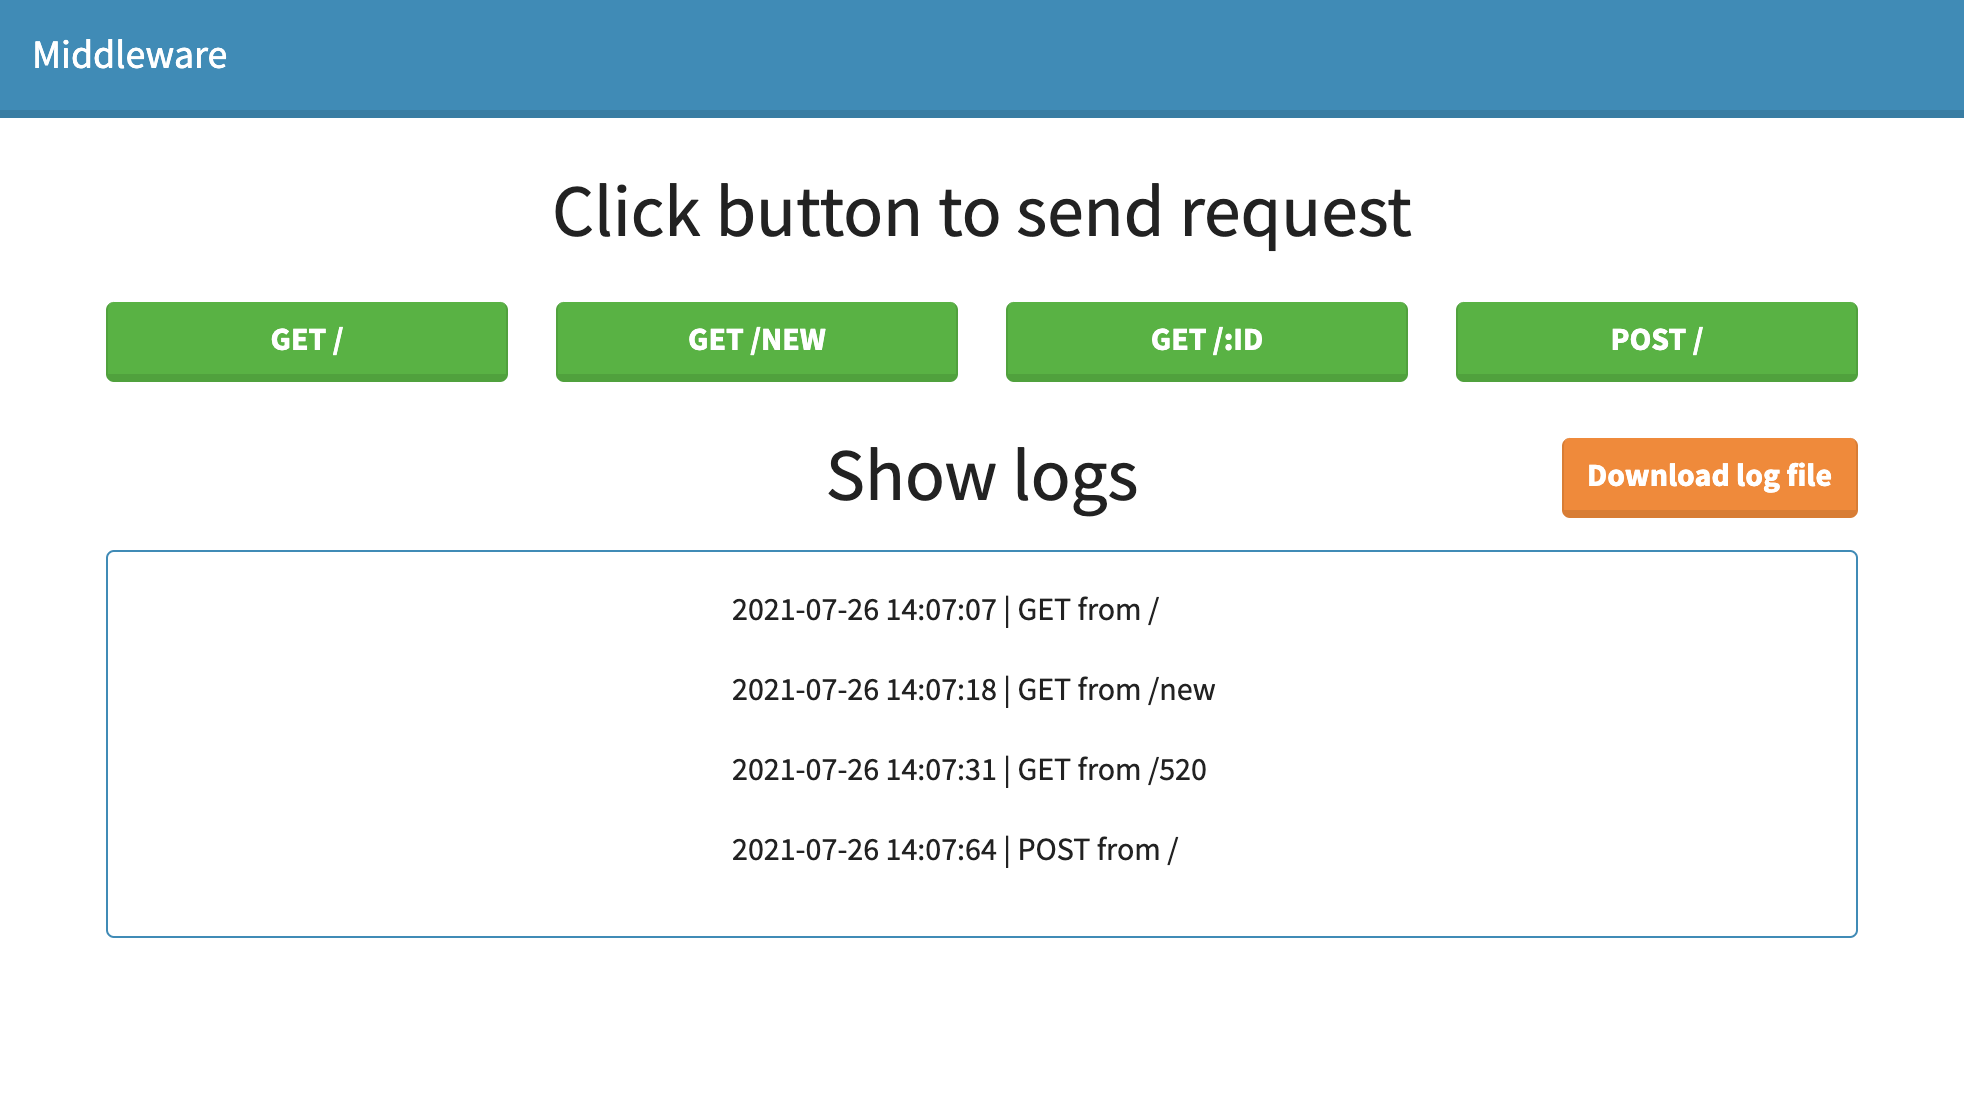 Middleware
Click button to send request
GET /
GET /NEW
GET /:ID
POST /
Show logs
Download log file
2021-07-26 14:07:07 | GET from /
2021-07-26 14:07:18 | GET from /new
2021-07-26 14:07:31 | GET from /520
2021-07-26 14:07:64 | POST from /